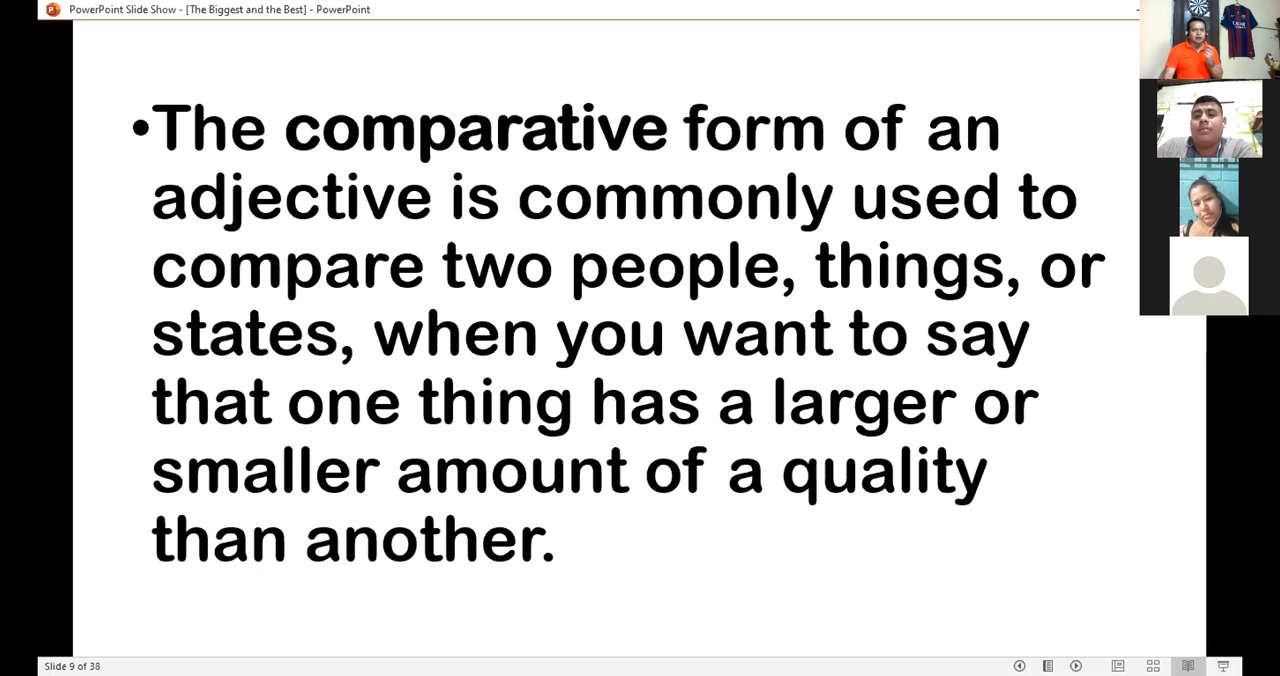 PowerPoint Slide Show - [The Biggest and the Best] - PowerPoint
•The comparative form of an
adjective is commonly used to
compare two people, things, or
states, when you want to say
that one thing has a larger or
smaller amount of a quality
than another.
Slide 9 of 38